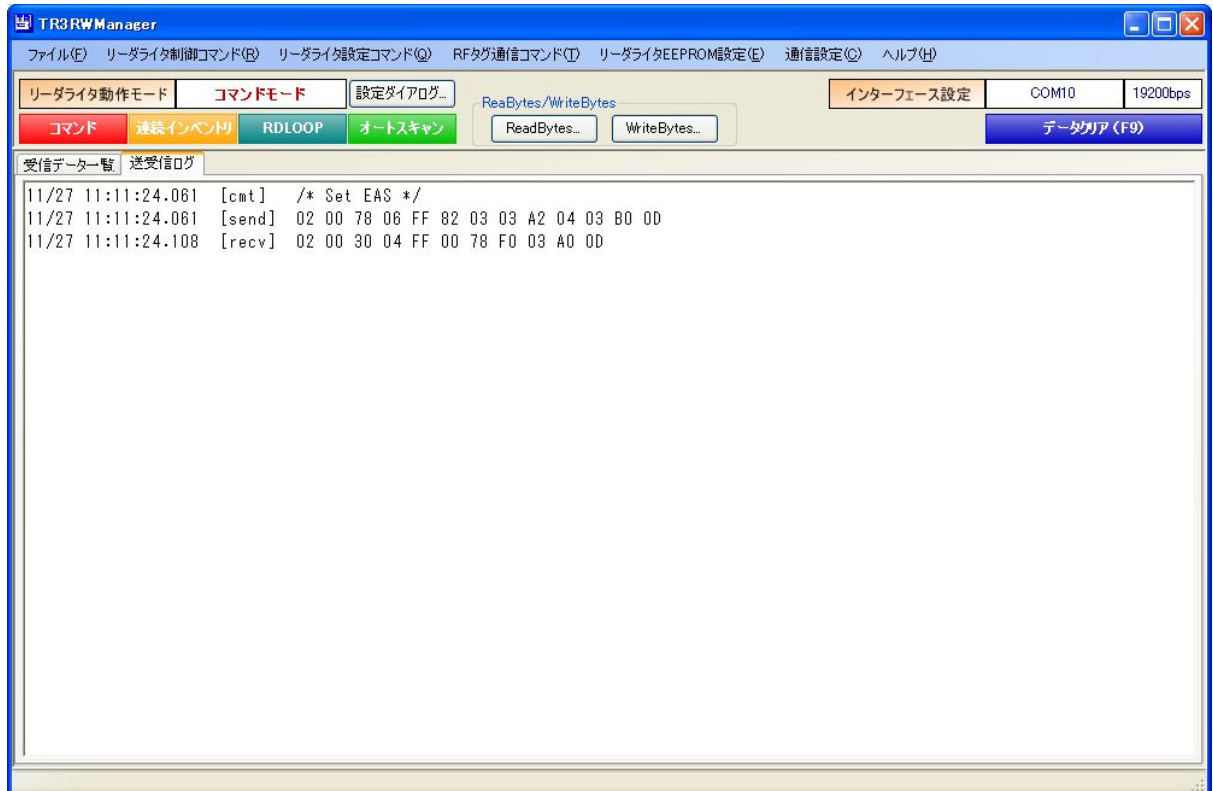 TR3RWManager
ファイル(F) リーダライタ制御コマンド(R) リーダライタ設定コマンド(Q) RFタグ通信コマンド(T) リーダライタEEPROM設定(E) 通信設定(C) ヘルプ(H)
リーダライタ動作モード コマンドモード 設定ダイアログ... ReaBytes/WriteBytes インターフェース設定 COM10 19200bps
コマンド 連続インベントリ RDLOOP オートスキャン ReadBytes... WriteBytes... データクリア(F9)
受信データ一覧 送受信ログ
11/27 11:11:24.061 [cmt] /* Set EAS */
11/27 11:11:24.061 [send] 02 00 78 06 FF 82 03 03 A2 04 03 B0 0D
11/27 11:11:24.108 [recv] 02 00 30 04 FF 00 78 F0 03 A0 0D